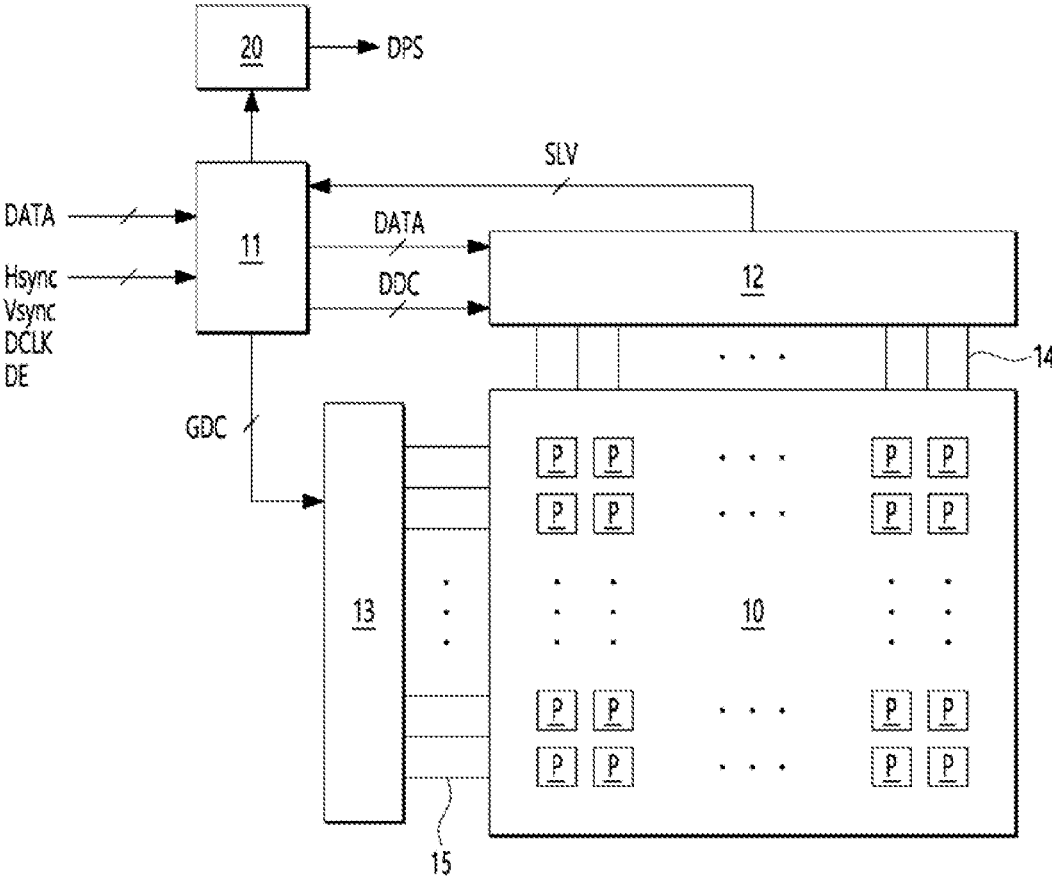 20
DPS
SLV
DATA
DATA
11
12
Hsync
DDC
Vsync
DCLK
DE
14
GDC
P P P P
P P P P
13
10
P P P P
P P P P
15